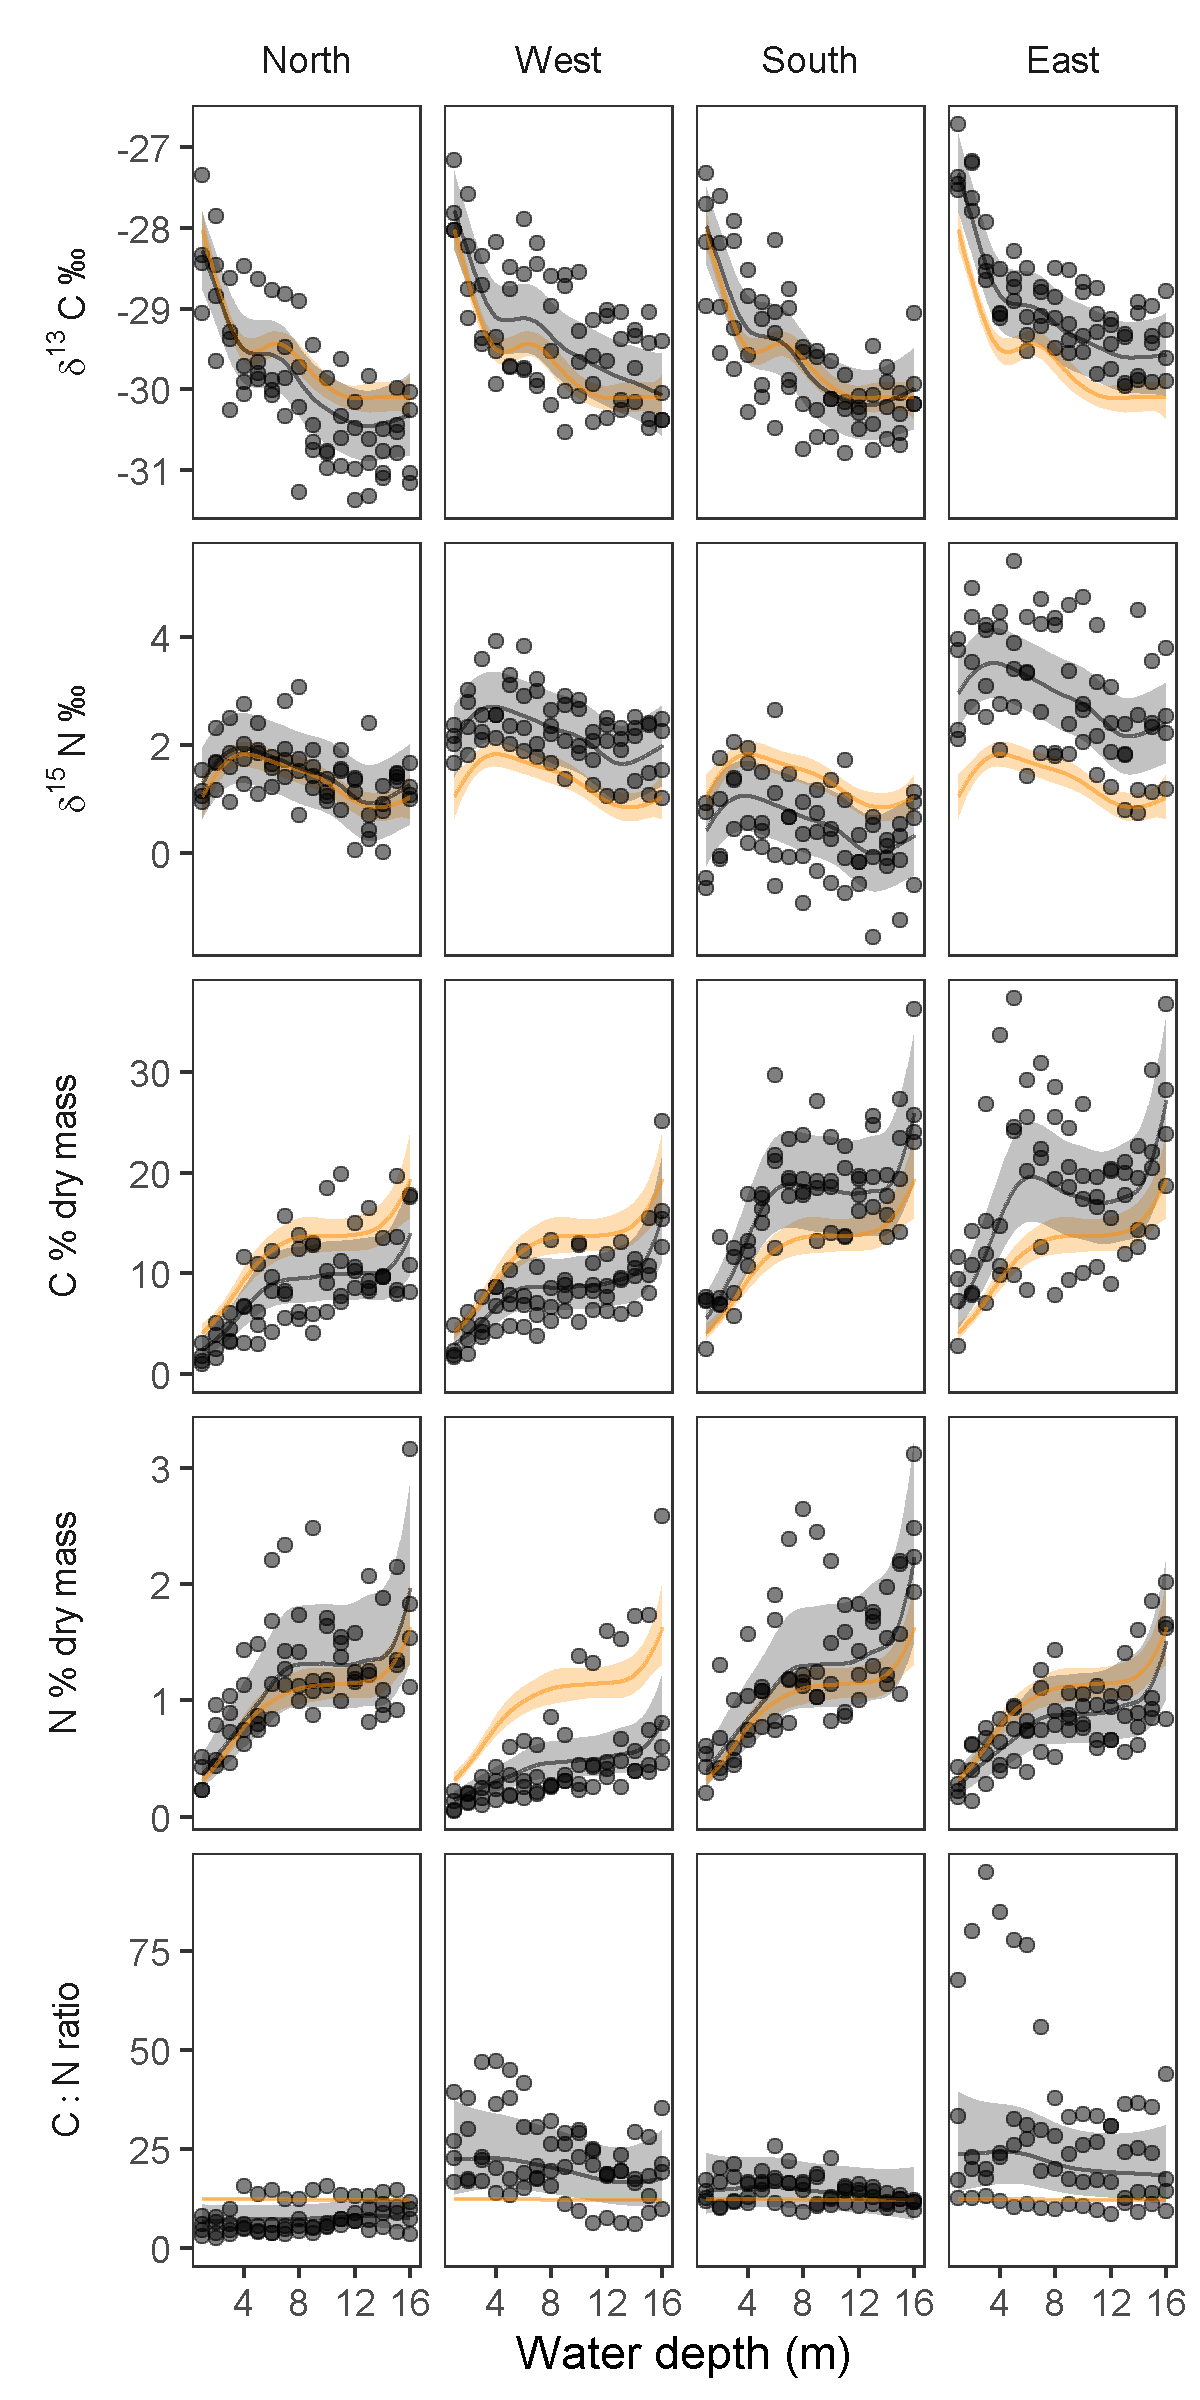 North West South East
δ¹³ C ‰
-27
-28
-29
-30
-31
δ¹⁵ N ‰
4
2
0
C % dry mass
30
20
10
0
N % dry mass
3
2
1
0
C : N ratio
75
50
25
0
4 8 12 16 4 8 12 16 4 8 12 16 4 8 12 16
Water depth (m)